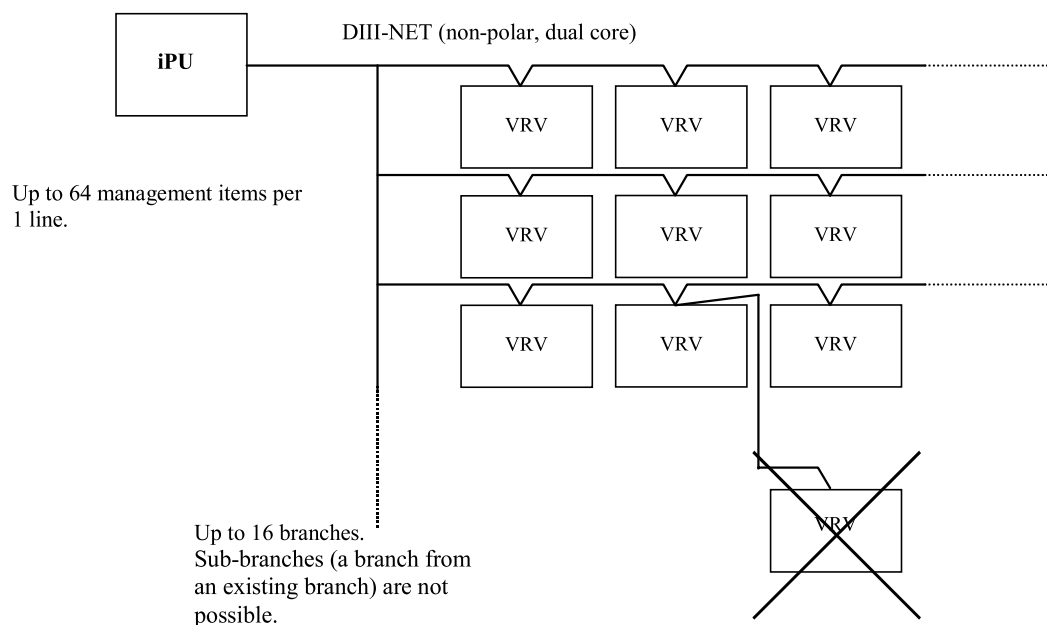 DIII-NET (non-polar, dual core)
iPU
VRV VRV VRV
Up to 64 management items per
1 line.
VRV VRV VRV
VRV VRV VRV
VRV
Up to 16 branches.
Sub-branches (a branch from
an existing branch) are not
possible.